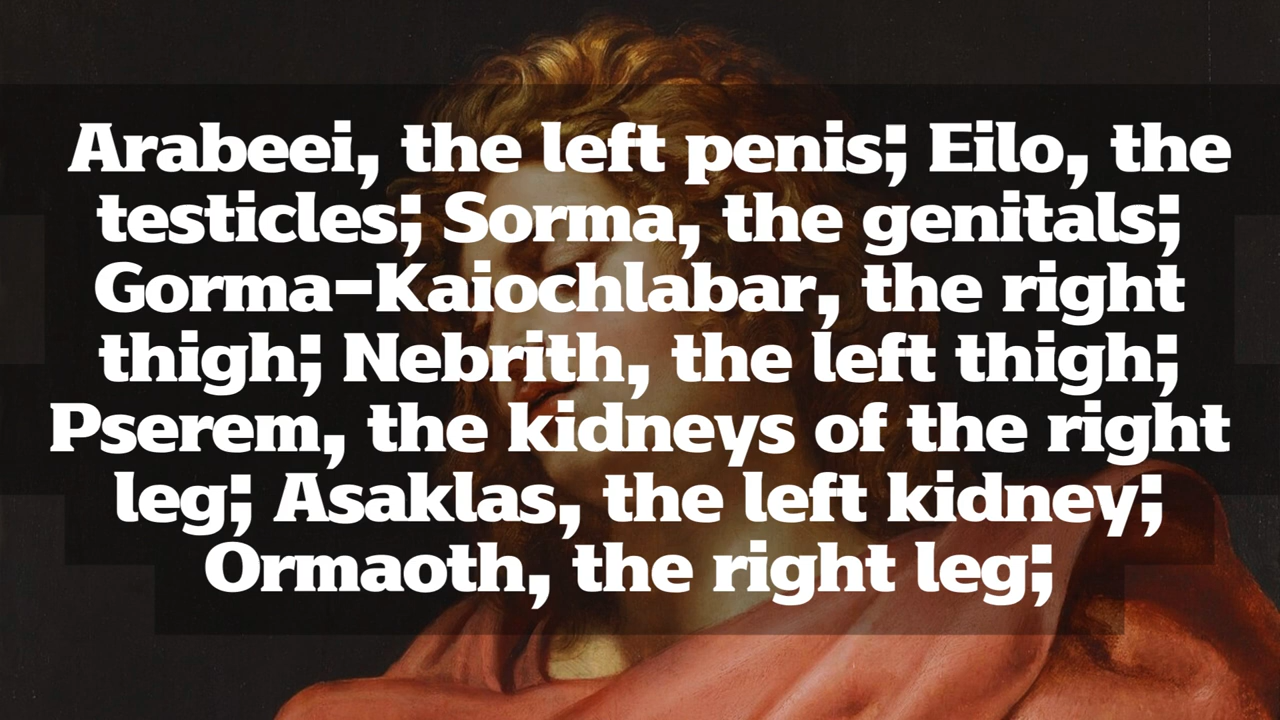 Arabeei, the left penis; Eilo, the
testicles; Sorma, the genitals;
Gorma-Kaiochlabar, the right
thigh; Nebrith, the left thigh;
Pserem, the kidneys of the right
leg; Asaklas, the left kidney;
Ormaoth, the right leg;